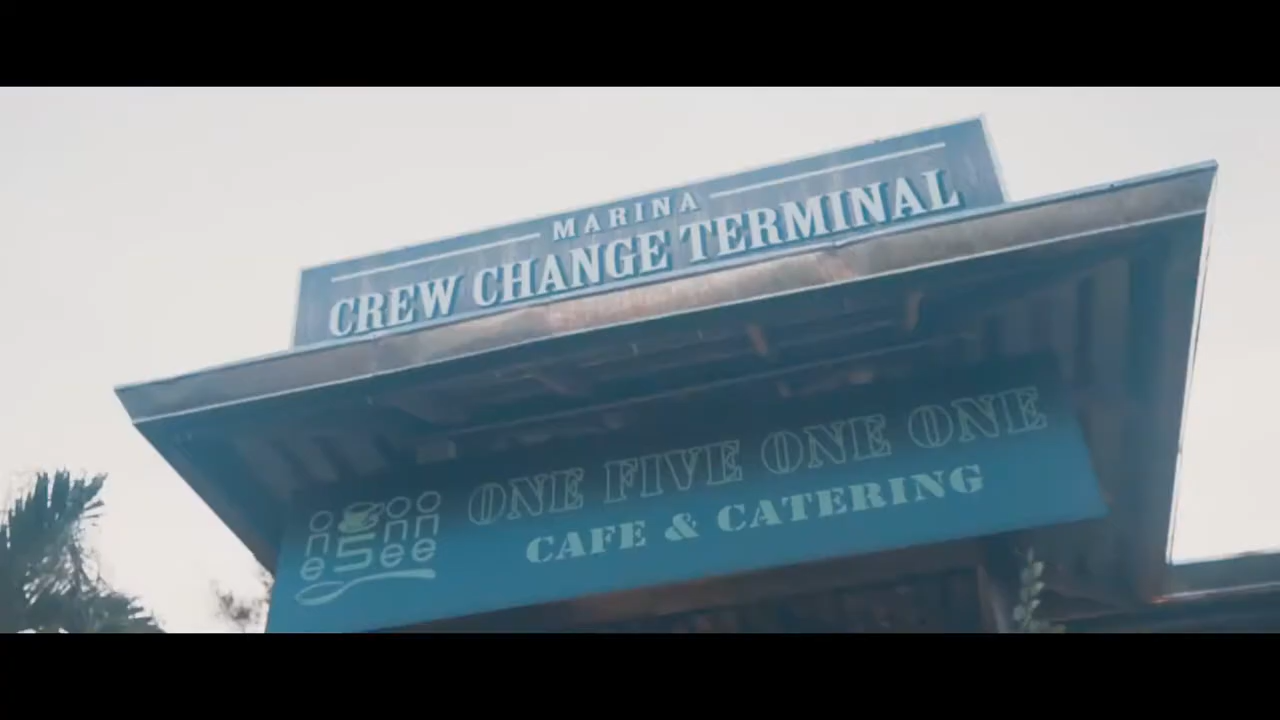 MARINA
CREW CHANGE TERMINAL
ONE FIVE ONE ONE
CAFE & CATERING